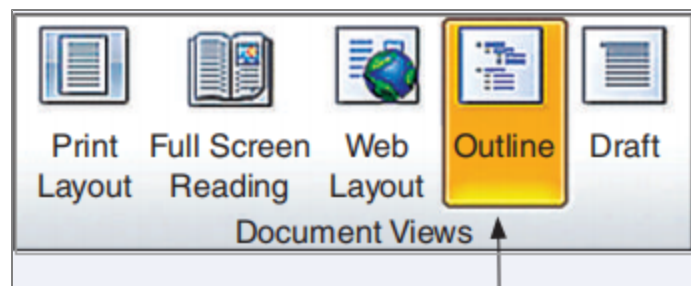 Print Full Screen Web Outline Draft
Layout Reading Layout
Document Views